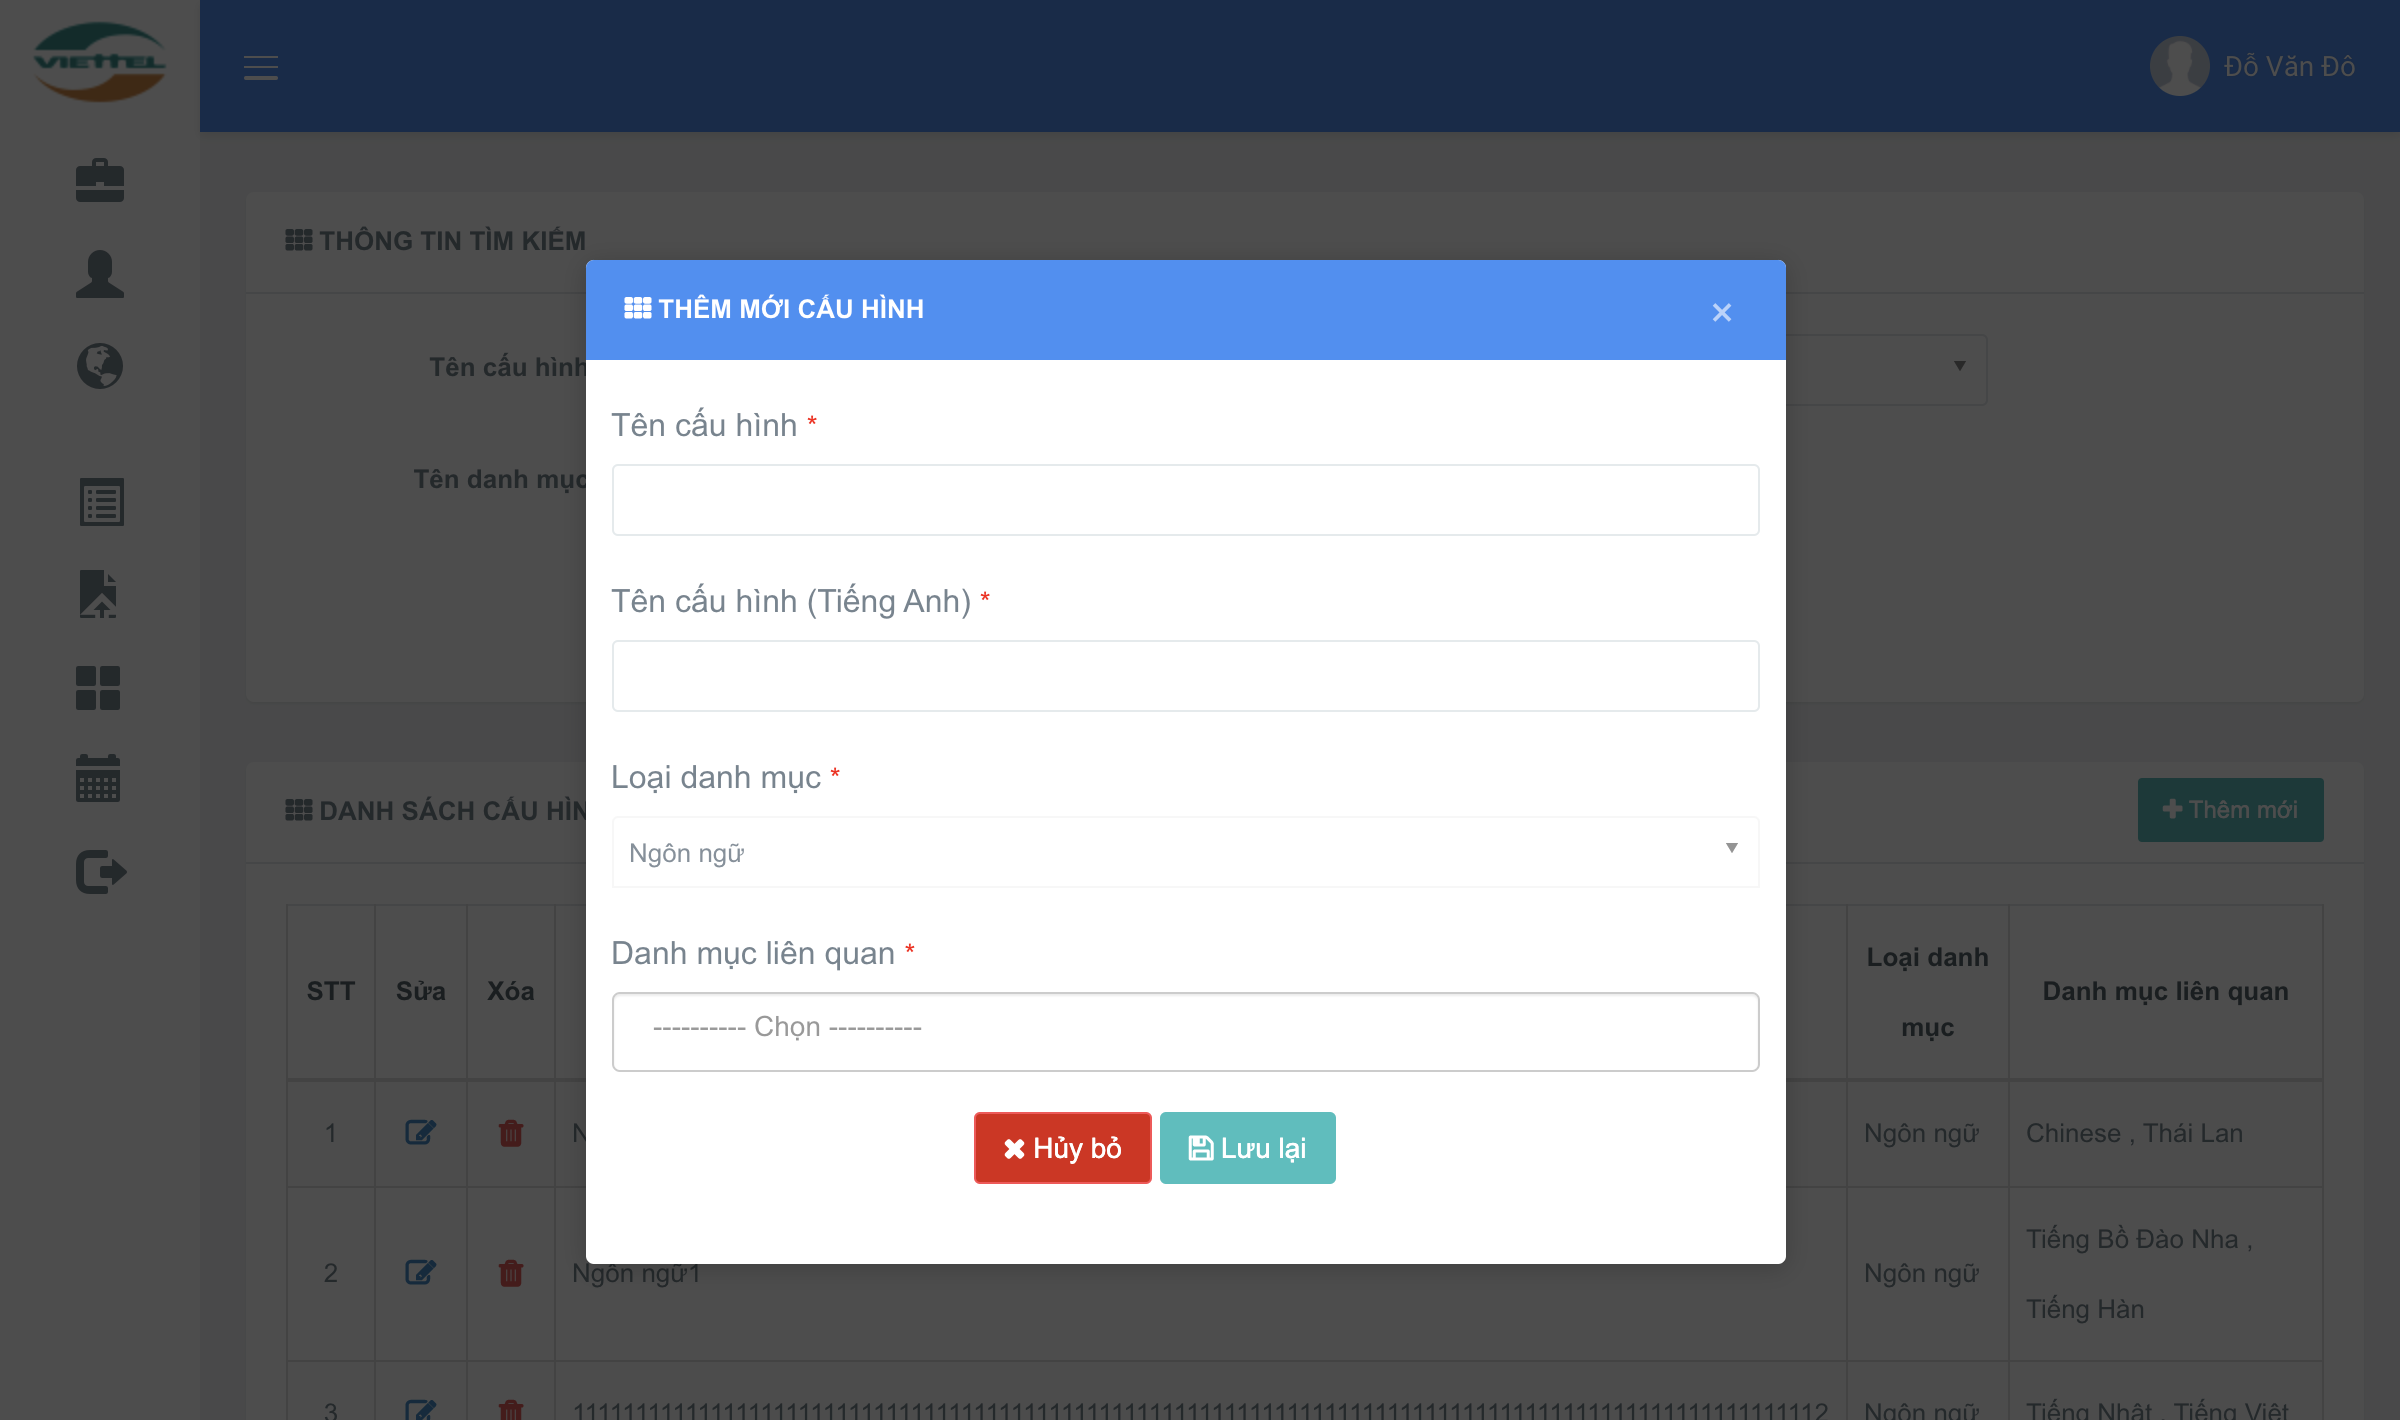 VIETTEL
Đỗ Văn Đô
THÔNG TIN TÌM KIẾM
THÊM MỚI CẤU HÌNH
×
Tên cấu hình
Tên danh mục
Tên cấu hình *
Tên cấu hình (Tiếng Anh) *
Loại danh mục *
Ngôn ngữ
Danh mục liên quan *
---------- Chọn ----------
Hủy bỏ
Lưu lại
DANH SÁCH CẤU HÌN
Thêm mới
STT
Sửa
Xóa
Loại danh
mục
Danh mục liên quan
1
N
Ngôn ngữ
Chinese , Thái Lan
2
Ngôn ngữ1
Ngôn ngữ
Tiếng Bồ Đào Nha ,
Tiếng Hàn
3
Ngôn ngữ
Tiếng Nhật , Tiếng Việt